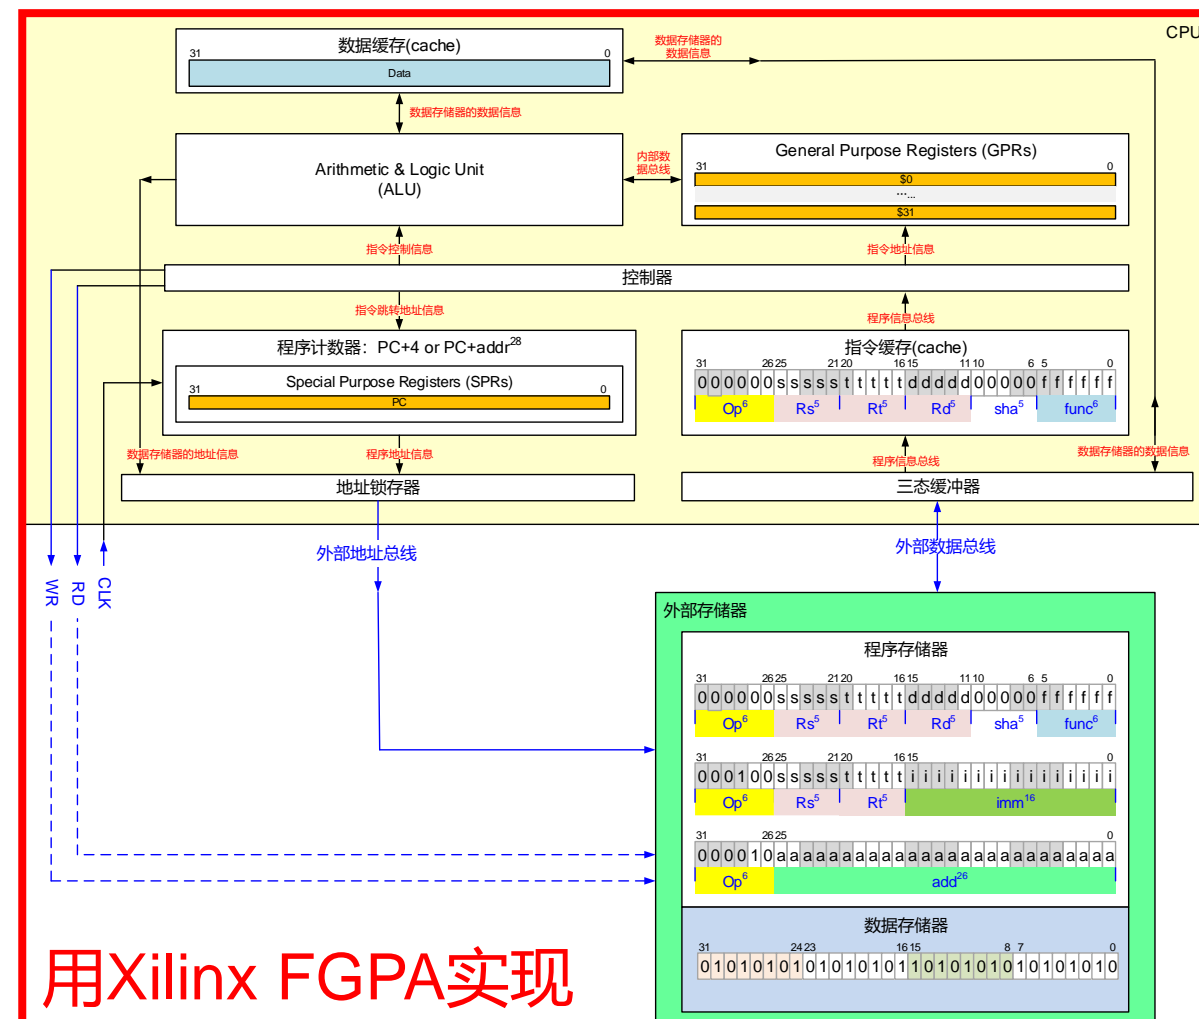 CPU
数据缓存(cache)
31 0
Data
数据存储器的
数据信息
数据存储器的数据信息
Arithmetic & Logic Unit
(ALU)
内部数
据总线
General Purpose Registers (GPRs)
31 0
$0
......
$31
指令控制信息
指令地址信息
控制器
指令跳转地址信息
程序信息总线
程序计数器：PC+4 or PC+addr28
Special Purpose Registers (SPRs)
31 0
PC
指令缓存(cache)
31 26 25 21 20 16 15 11 10 6 5 0
000000ssssstttttddddd00000ffffff
Op6 Rs5 Rt5 Rd5 sha5 func6
数据存储器的地址信息
程序地址信息
程序信息总线
数据存储器的数据信息
地址锁存器
三态缓冲器
外部地址总线
外部数据总线
WR
RD
CLK
外部存储器
程序存储器
31 26 25 21 20 16 15 11 10 6 5 0
000000ssssstttttddddd00000ffffff
Op6 Rs5 Rt5 Rd5 sha5 func6
31 26 25 21 20 16 15 0
000100ssssstttttiiiiiiiiiiiiiiii
Op6 Rs5 Rt5 imm16
31 26 25 0
000010aaaaaaaaaaaaaaaaaaaaaaaaaa
Op6 add26
数据存储器
31 24 23 16 15 8 7 0
01010101010101011010101010101010
用Xilinx FGPA实现